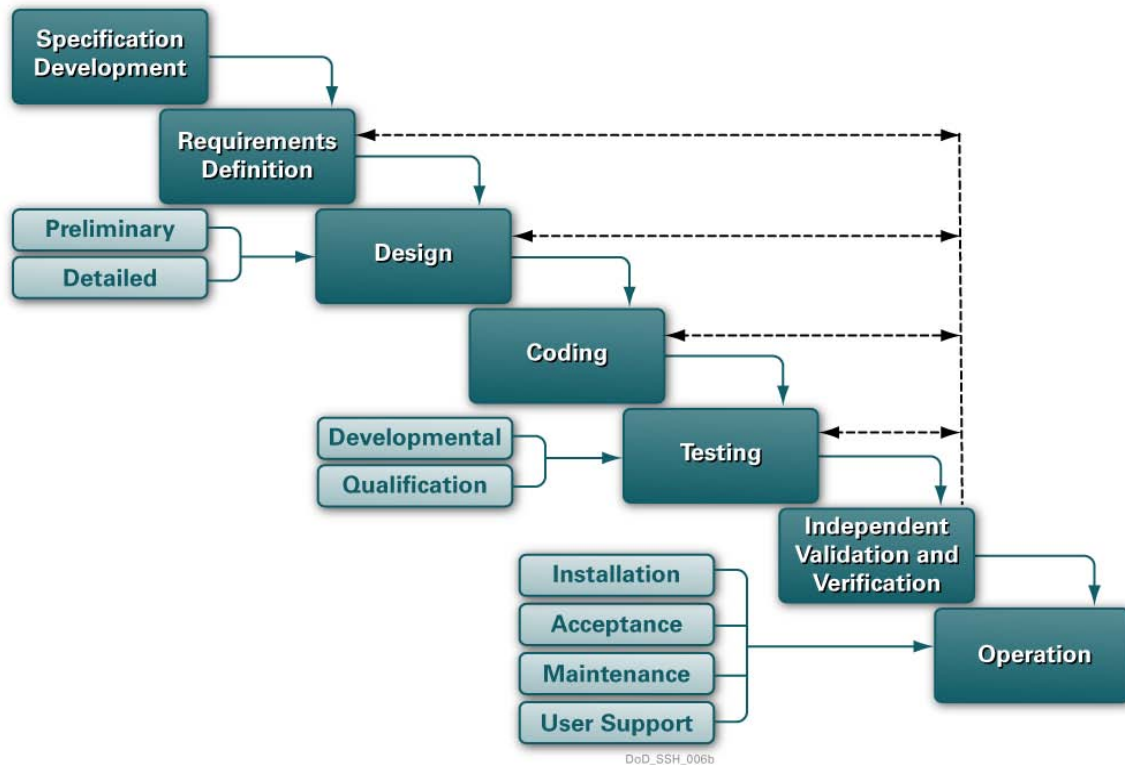 Specification
Development
Requirements
Definition
Preliminary
Detailed
Design
Coding
Developmental
Qualification
Testing
Independent
Validation and
Verification
Installation
Acceptance
Maintenance
User Support
Operation
DoD_SSH_006b